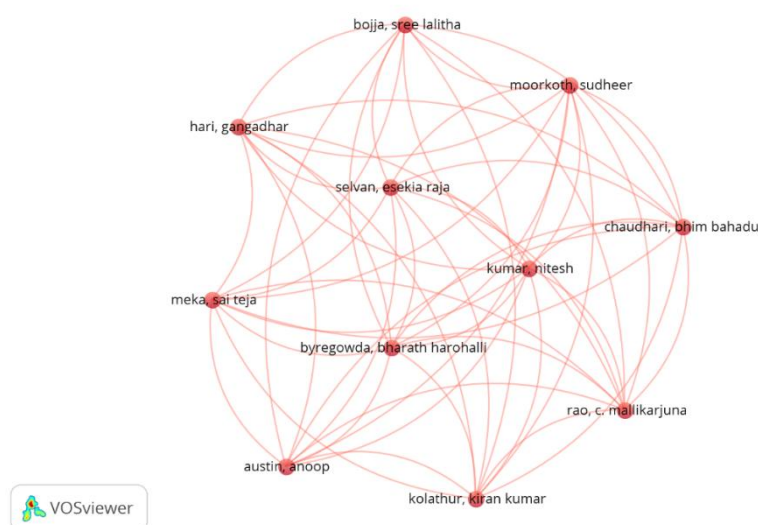 bojja, sree lalitha
moorkoth, sudheer
hari, gangadhar
selvan, esekia raja
chaudhari, bhim bahadu
kumar, nitesh
meka, sai teja
byregowda, bharath harohalli
rao, c. mallikarjuna
austin, anoop
kolathur, kiran kumar
VOSviewer